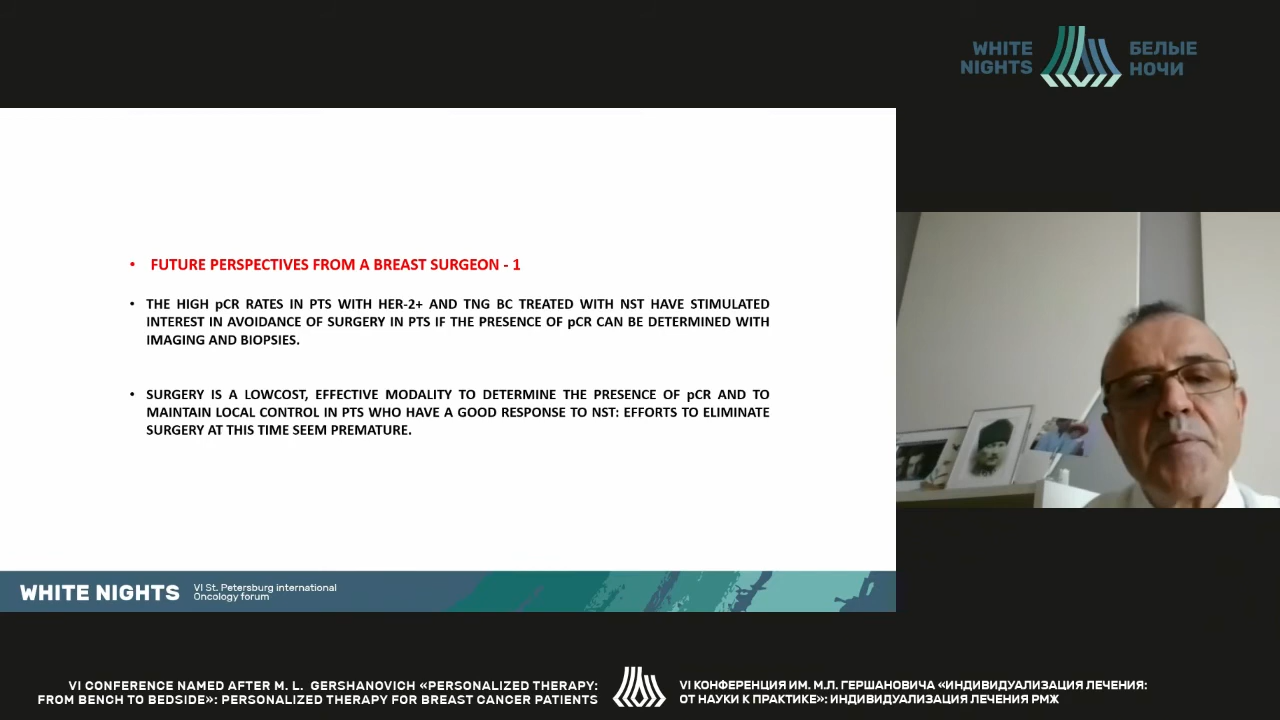 WHITE
NIGHTS
БЕЛЫЕ
НОЧИ
• FUTURE PERSPECTIVES FROM A BREAST SURGEON - 1
• THE HIGH pCR RATES IN PTS WITH HER-2+ AND TNG BC TREATED WITH NST HAVE STIMULATED
INTEREST IN AVOIDANCE OF SURGERY IN PTS IF THE PRESENCE OF pCR CAN BE DETERMINED WITH
IMAGING AND BIOPSIES.
• SURGERY IS A LOWCOST, EFFECTIVE MODALITY TO DETERMINE THE PRESENCE OF pCR AND TO
MAINTAIN LOCAL CONTROL IN PTS WHO HAVE A GOOD RESPONSE TO NST: EFFORTS TO ELIMINATE
SURGERY AT THIS TIME SEEM PREMATURE.
WHITE NIGHTS
VI St. Petersburg international
Oncology forum
VI CONFERENCE NAMED AFTER M. L. GERSHANOVICH «PERSONALIZED THERAPY:
FROM BENCH TO BEDSIDE»: PERSONALIZED THERAPY FOR BREAST CANCER PATIENTS
VI КОНФЕРЕНЦИЯ ИМ. М.Л. ГЕРШАНОВИЧА «ИНДИВИДУАЛИЗАЦИЯ ЛЕЧЕНИЯ:
ОТ НАУКИ К ПРАКТИКЕ»: ИНДИВИДУАЛИЗАЦИЯ ЛЕЧЕНИЯ РМЖ